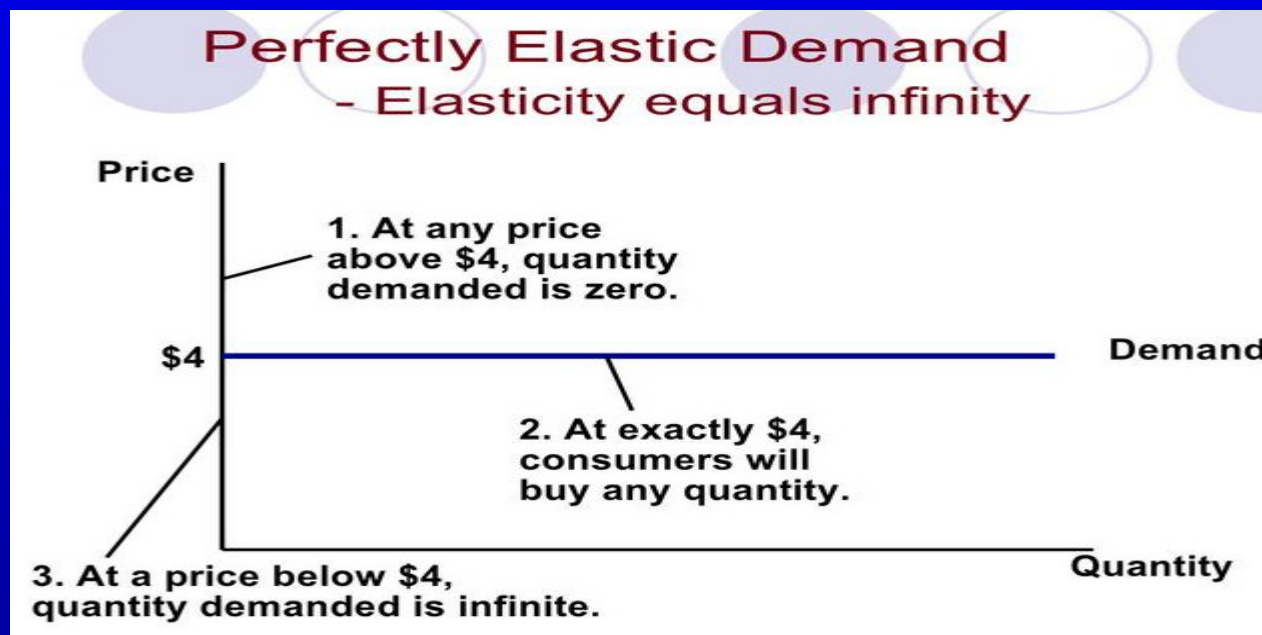 Perfectly Elastic Demand
- Elasticity equals infinity
Price
1. At any price
above $4, quantity
demanded is zero.
$4
Demand
2. At exactly $4,
consumers will
buy any quantity.
Quantity
3. At a price below $4,
quantity demanded is infinite.